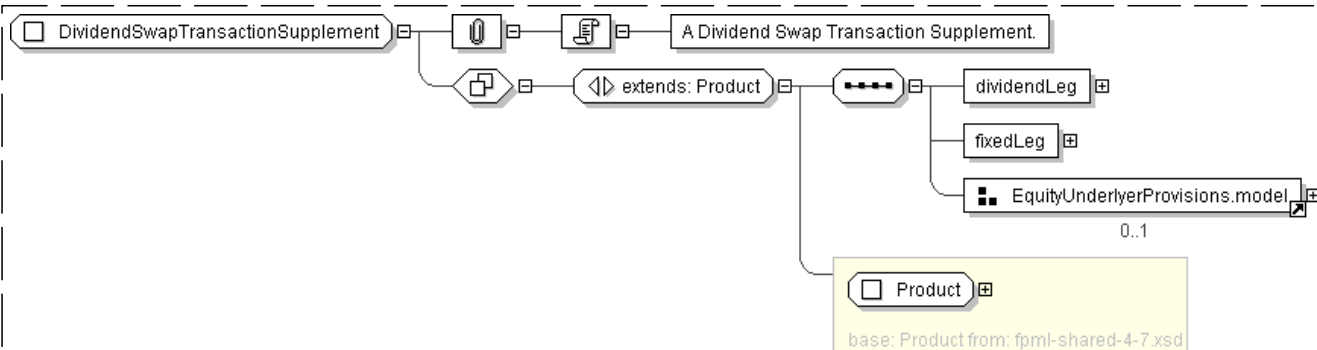 DividendSwapTransactionSupplement
A Dividend Swap Transaction Supplement.
extends: Product
dividendLeg
fixedLeg
EquityUnderlyerProvisions.model
0..1
Product
base: Product from: fpml-shared-4-7.xsd